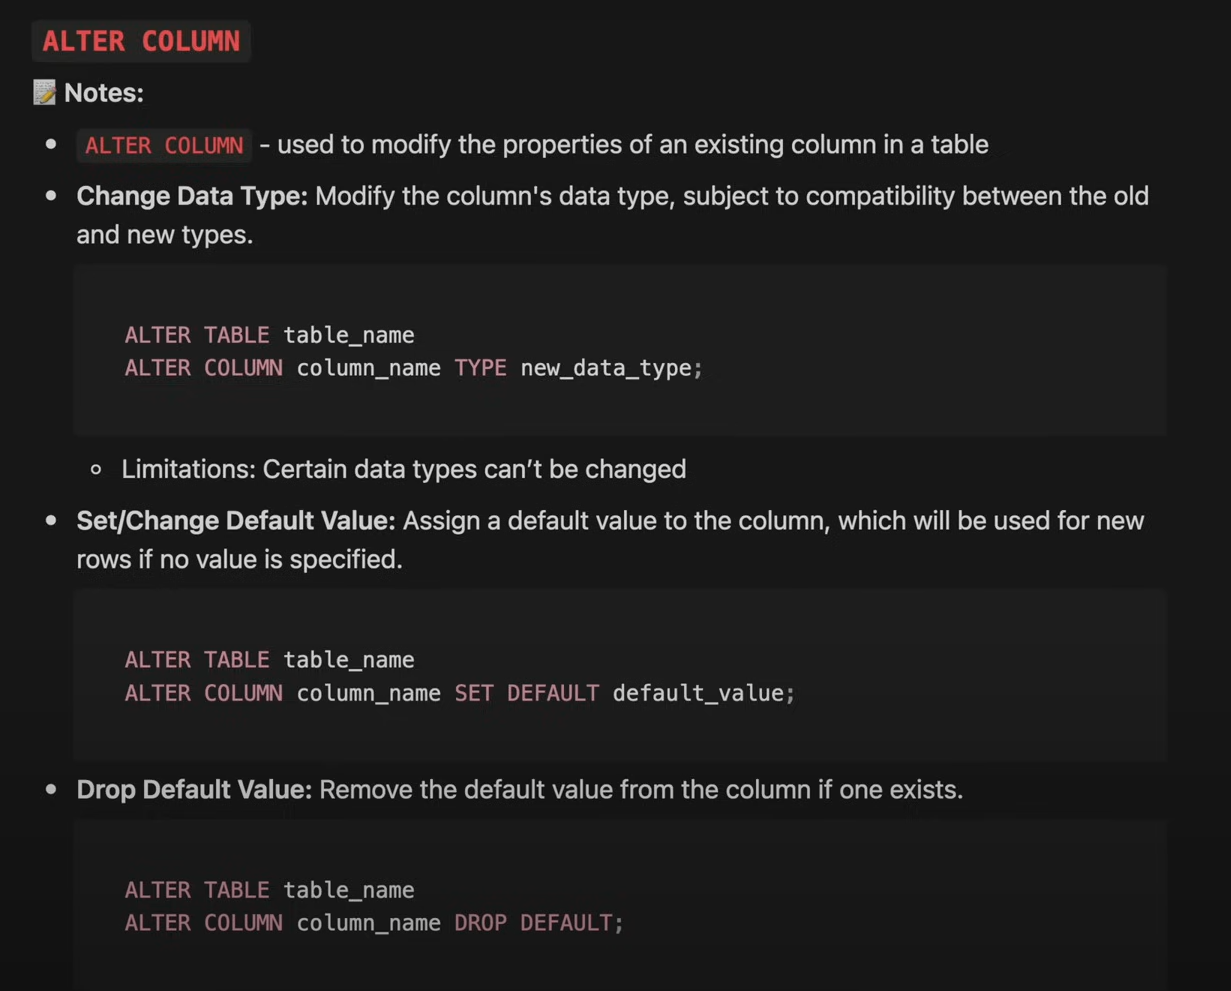 ALTER COLUMN
📝 Notes:
• ALTER COLUMN - used to modify the properties of an existing column in a table
• Change Data Type: Modify the column's data type, subject to compatibility between the old
and new types.
ALTER TABLE table_name
ALTER COLUMN column_name TYPE new_data_type;
◦ Limitations: Certain data types can’t be changed
• Set/Change Default Value: Assign a default value to the column, which will be used for new
rows if no value is specified.
ALTER TABLE table_name
ALTER COLUMN column_name SET DEFAULT default_value;
• Drop Default Value: Remove the default value from the column if one exists.
ALTER TABLE table_name
ALTER COLUMN column_name DROP DEFAULT;